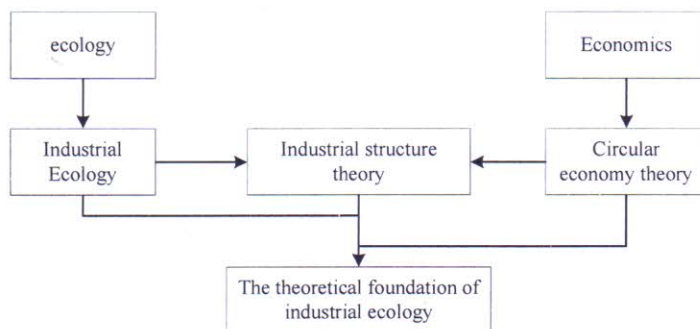 ecology
Economics
Industrial
Ecology
Industrial structure
theory
Circular
economy theory
The theoretical foundation of
industrial ecology